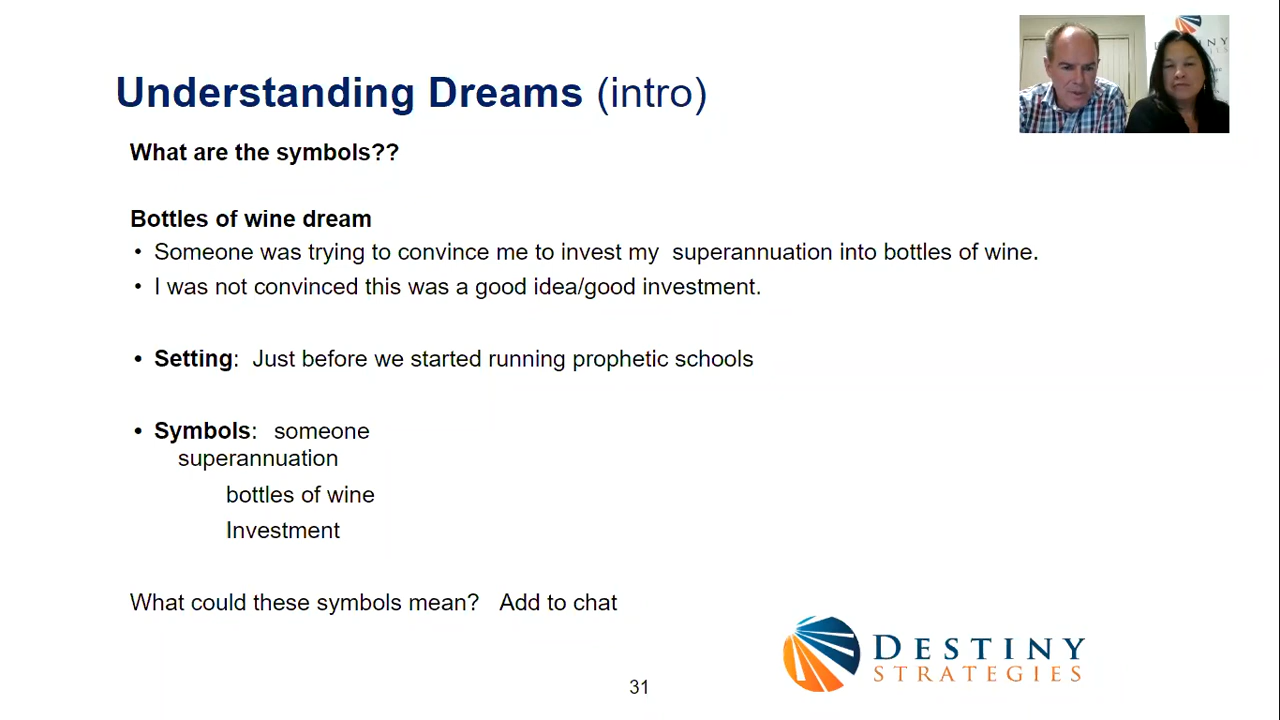 Understanding Dreams (intro)
What are the symbols??
Bottles of wine dream
• Someone was trying to convince me to invest my superannuation into bottles of wine.
• I was not convinced this was a good idea/good investment.
• Setting: Just before we started running prophetic schools
• Symbols: someone
superannuation
bottles of wine
Investment
What could these symbols mean? Add to chat
DESTINY
STRATEGIES
31